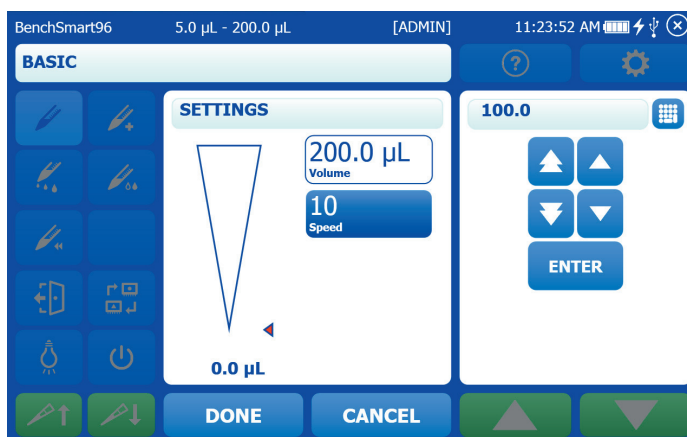 BenchSmart96 5.0 µL - 200.0 µL [ADMIN] 11:23:52 AM
BASIC
?
SETTINGS
200.0 µL
Volume
10
Speed
0.0 µL
100.0
ENTER
DONE CANCEL